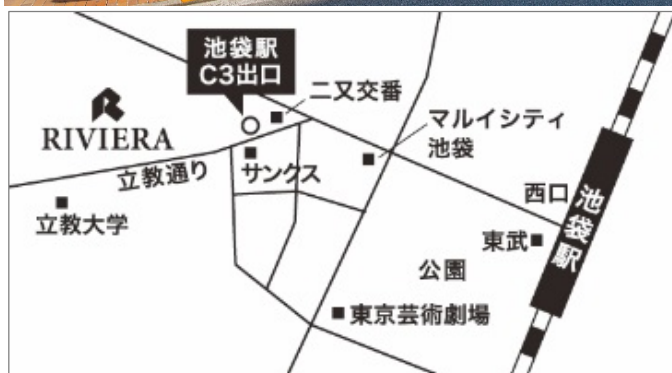 池袋駅
C3出口
二又交番
RIVIERA
マルイシティ
池袋
立教通り
サンクス
立教大学
西口
池袋駅
東武
公園
東京芸術劇場